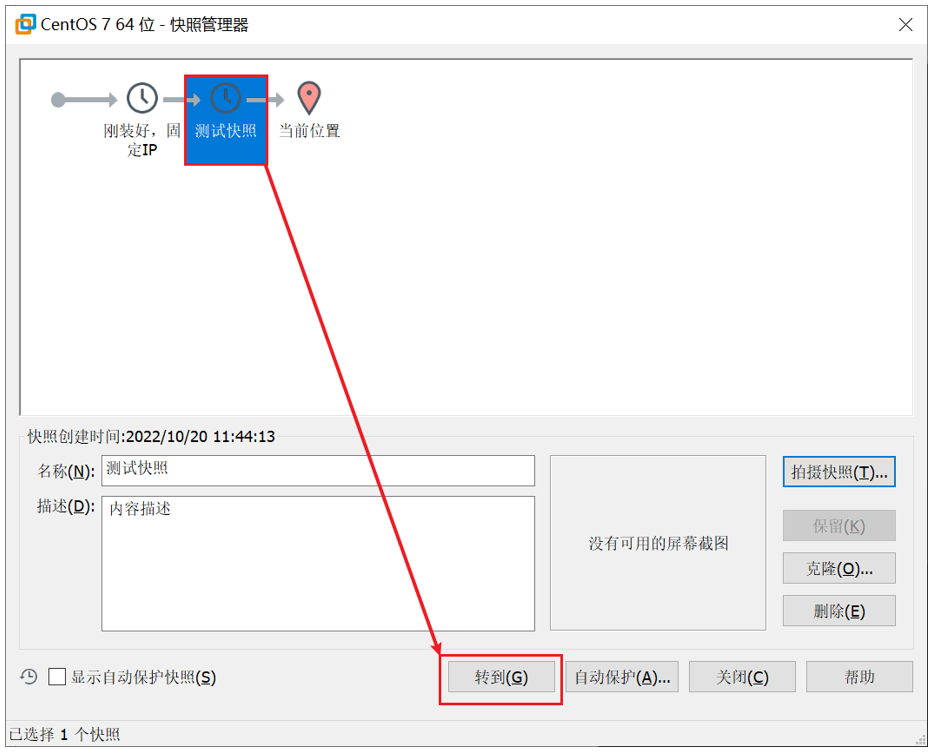 CentOS 7 64 位 - 快照管理器
刚装好，固
定IP
测试快照
当前位置
快照创建时间:2022/10/20 11:44:13
名称(N):
测试快照
拍摄快照(T)...
描述(D):
内容描述
没有可用的屏幕截图
保留(K)
克隆(O)...
删除(E)
显示自动保护快照(S)
转到(G)
自动保护(A)...
关闭(C)
帮助
已选择 1 个快照